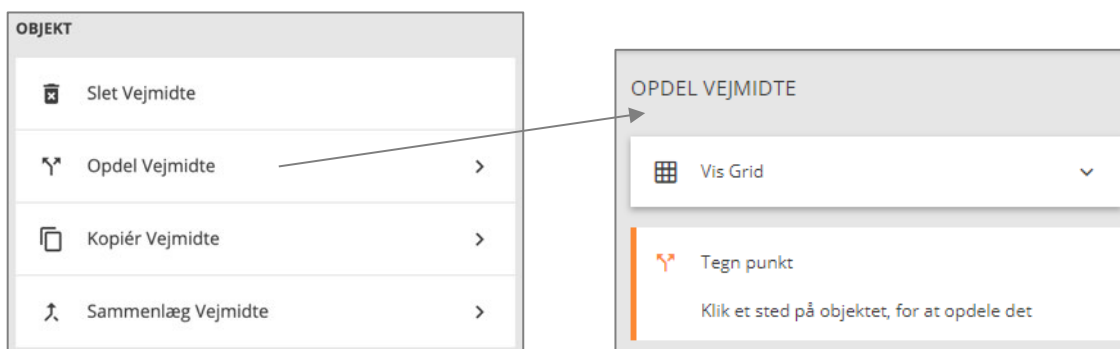 OBJEKT
Slet Vejmidte
Opdel Vejmidte
Kopiér Vejmidte
Sammenlæg Vejmidte
OPDEL VEJMIDTE
Vis Grid
Tegn punkt
Klik et sted på objektet, for at opdele det